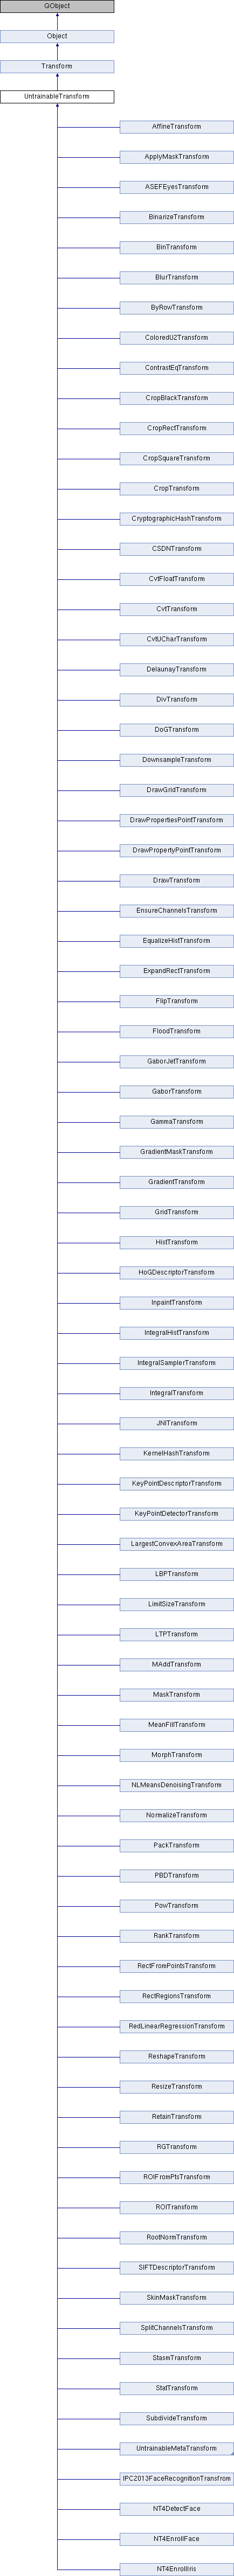 QObject
Object
Transform
UntrainableTransform
AffineTransform
ApplyMaskTransform
ASEFEyesTransform
BinarizeTransform
BinTransform
BlurTransform
ByRowTransform
ColoredU2Transform
ContrastEqTransform
CropBlackTransform
CropRectTransform
CropSquareTransform
CropTransform
CryptographicHashTransform
CSDNTransform
CvtFloatTransform
CvtTransform
CvtUCharTransform
DelaunayTransform
DivTransform
DoGTransform
DownsampleTransform
DrawGridTransform
DrawPropertiesPointTransform
DrawPropertyPointTransform
DrawTransform
EnsureChannelsTransform
EqualizeHistTransform
ExpandRectTransform
FlipTransform
FloodTransform
GaborJetTransform
GaborTransform
GammaTransform
GradientMaskTransform
GradientTransform
GridTransform
HistTransform
HoGDescriptorTransform
InpaintTransform
IntegralHistTransform
IntegralSamplerTransform
IntegralTransform
JNITransform
KernelHashTransform
KeyPointDescriptorTransform
KeyPointDetectorTransform
LargestConvexAreaTransform
LBPTransform
LimitSizeTransform
LTPTransform
MAddTransform
MaskTransform
MeanFillTransform
MorphTransform
NLMeansDenoisingTransform
NormalizeTransform
PackTransform
PBDTransform
PowTransform
RankTransform
RectFromPointsTransform
RectRegionsTransform
RedLinearRegressionTransform
ReshapeTransform
ResizeTransform
RetainTransform
RGTransform
ROIFromPtsTransform
ROITransform
RootNormTransform
SIFTDescriptorTransform
SkinMaskTransform
SplitChannelsTransform
StasmTransform
StatTransform
SubdivideTransform
UntrainableMetaTransform
IPC2013FaceRecognitionTransfrom
NT4DetectFace
NT4EnrollFace
NT4EnrollIris